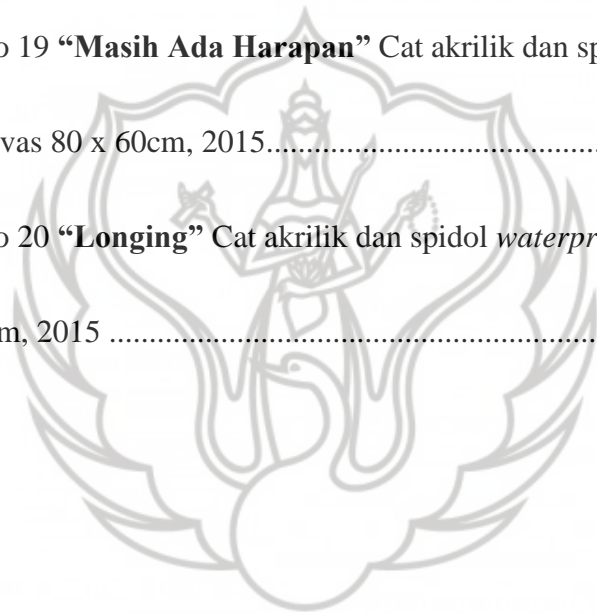 o 19 “Masih Ada Harapan” Cat akrilik dan sp
vas 80 x 60cm, 2015..........................................
o 20 “Longing” Cat akrilik dan spidol waterpr
m, 2015 ..............................................................